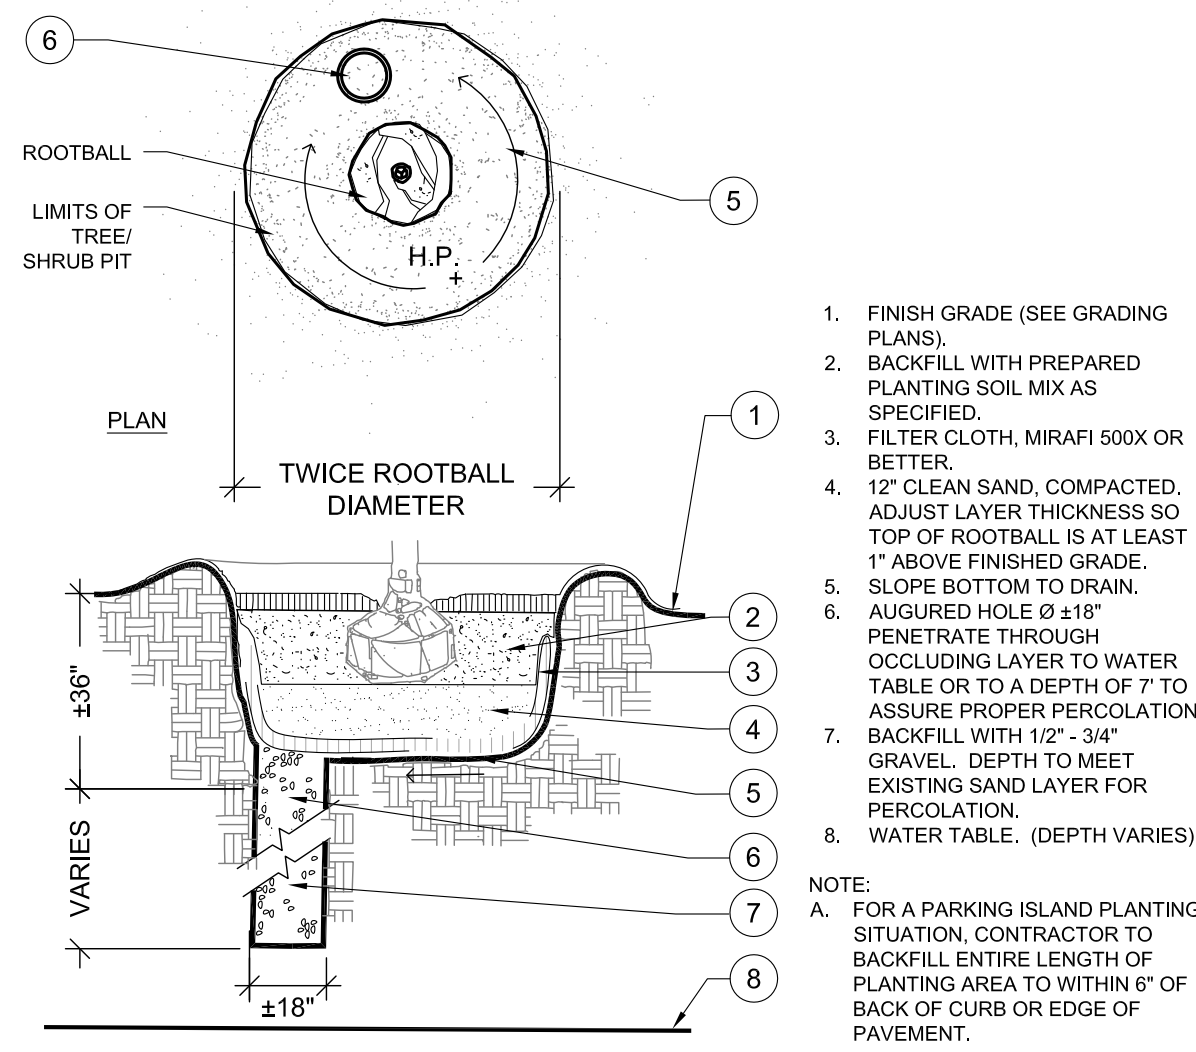 6
ROOTBALL
LIMITS OF
TREE/
SHRUB PIT
5
H.P.
+
PLAN
TWICE ROOTBALL
DIAMETER
1
2
3
4
5
6
7
8
±36"
VARIES
±18"
1. FINISH GRADE (SEE GRADING
PLANS).
2. BACKFILL WITH PREPARED
PLANTING SOIL MIX AS
SPECIFIED.
3. FILTER CLOTH, MIRAFI 500X OR
BETTER.
4. 12" CLEAN SAND, COMPACTED.
ADJUST LAYER THICKNESS SO
TOP OF ROOTBALL IS AT LEAST
1" ABOVE FINISHED GRADE.
5. SLOPE BOTTOM TO DRAIN.
6. AUGURED HOLE Ø ±18"
PENETRATE THROUGH
OCCLUDING LAYER TO WATER
TABLE OR TO A DEPTH OF 7' TO
ASSURE PROPER PERCOLATION
7. BACKFILL WITH 1/2" - 3/4"
GRAVEL. DEPTH TO MEET
EXISTING SAND LAYER FOR
PERCOLATION.
8. WATER TABLE. (DEPTH VARIES)
NOTE:
A. FOR A PARKING ISLAND PLANTING
SITUATION, CONTRACTOR TO
BACKFILL ENTIRE LENGTH OF
PLANTING AREA TO WITHIN 6" OF
BACK OF CURB OR EDGE OF
PAVEMENT.